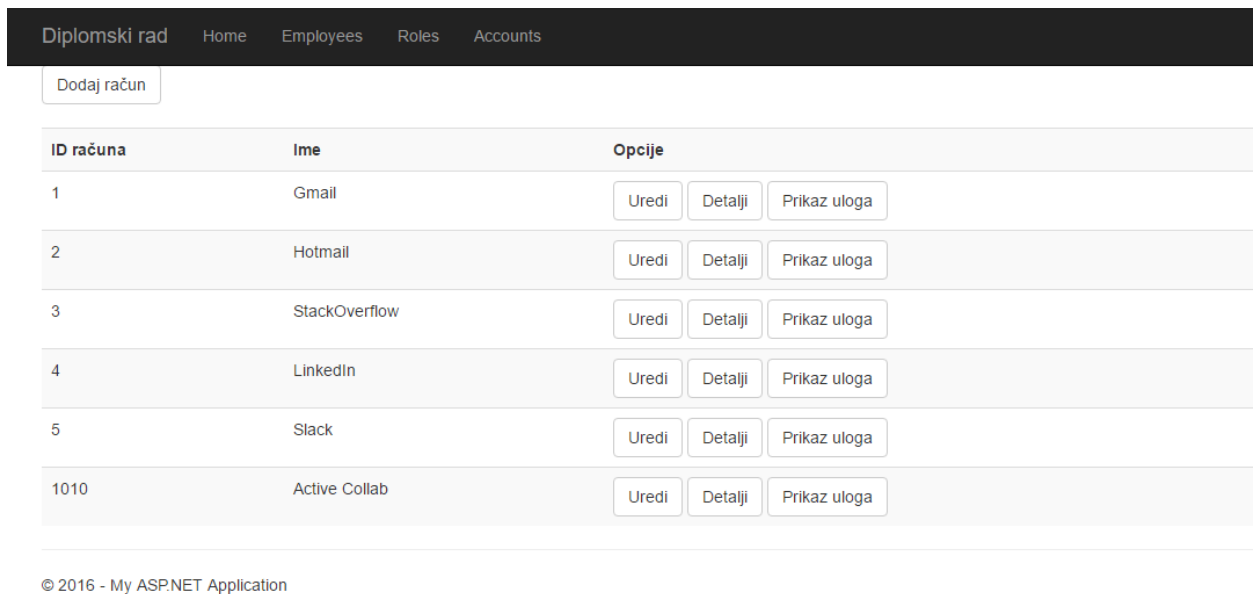 Diplomski rad Home Employees Roles Accounts
Dodaj račun
ID računa Ime Opcije
1 Gmail Uredi Detalji Prikaz uloga
2 Hotmail Uredi Detalji Prikaz uloga
3 StackOverflow Uredi Detalji Prikaz uloga
4 LinkedIn Uredi Detalji Prikaz uloga
5 Slack Uredi Detalji Prikaz uloga
1010 Active Collab Uredi Detalji Prikaz uloga
© 2016 - My ASP.NET Application